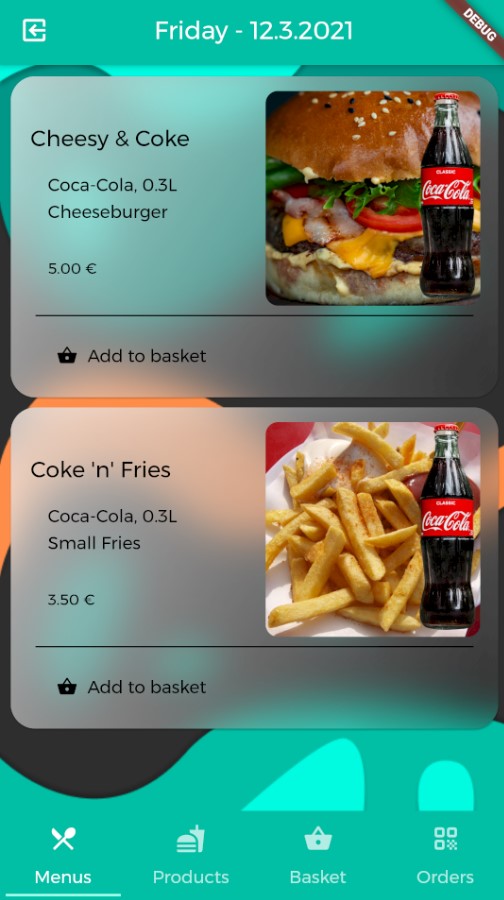 Friday - 12.3.2021
DEBUG
Cheesy & Coke
Coca-Cola, 0.3L
Cheeseburger
5.00 €
CLASSIC
Coca-Cola
Add to basket
Coke 'n' Fries
Coca-Cola, 0.3L
Small Fries
3.50 €
CLASSIC
Coca-Cola
Add to basket
Menus
Products
Basket
Orders